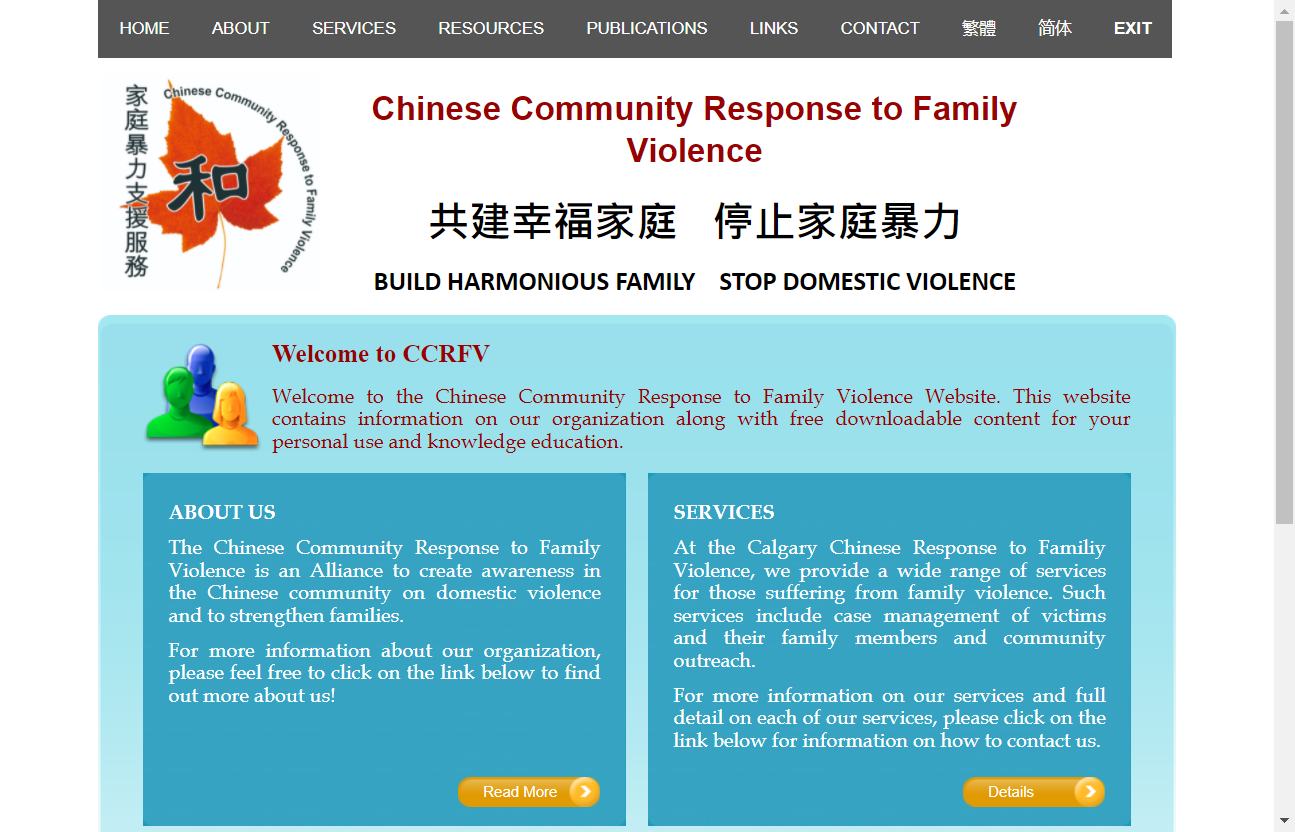 HOME ABOUT SERVICES RESOURCES PUBLICATIONS LINKS CONTACT 繁體 简体 EXIT
家庭暴力支援服務
Chinese Community Response to Family Violence
和
Chinese Community Response to Family
Violence
共建幸福家庭 停止家庭暴力
BUILD HARMONIOUS FAMILY STOP DOMESTIC VIOLENCE
Welcome to CCRFV
Welcome to the Chinese Community Response to Family Violence Website. This website
contains information on our organization along with free downloadable content for your
personal use and knowledge education.
ABOUT US
The Chinese Community Response to Family
Violence is an Alliance to create awareness in
the Chinese community on domestic violence
and to strengthen families.
For more information about our organization,
please feel free to click on the link below to find
out more about us!
Read More
SERVICES
At the Calgary Chinese Response to Familiy
Violence, we provide a wide range of services
for those suffering from family violence. Such
services include case management of victims
and their family members and community
outreach.
For more information on our services and full
detail on each of our services, please click on the
link below for information on how to contact us.
Details